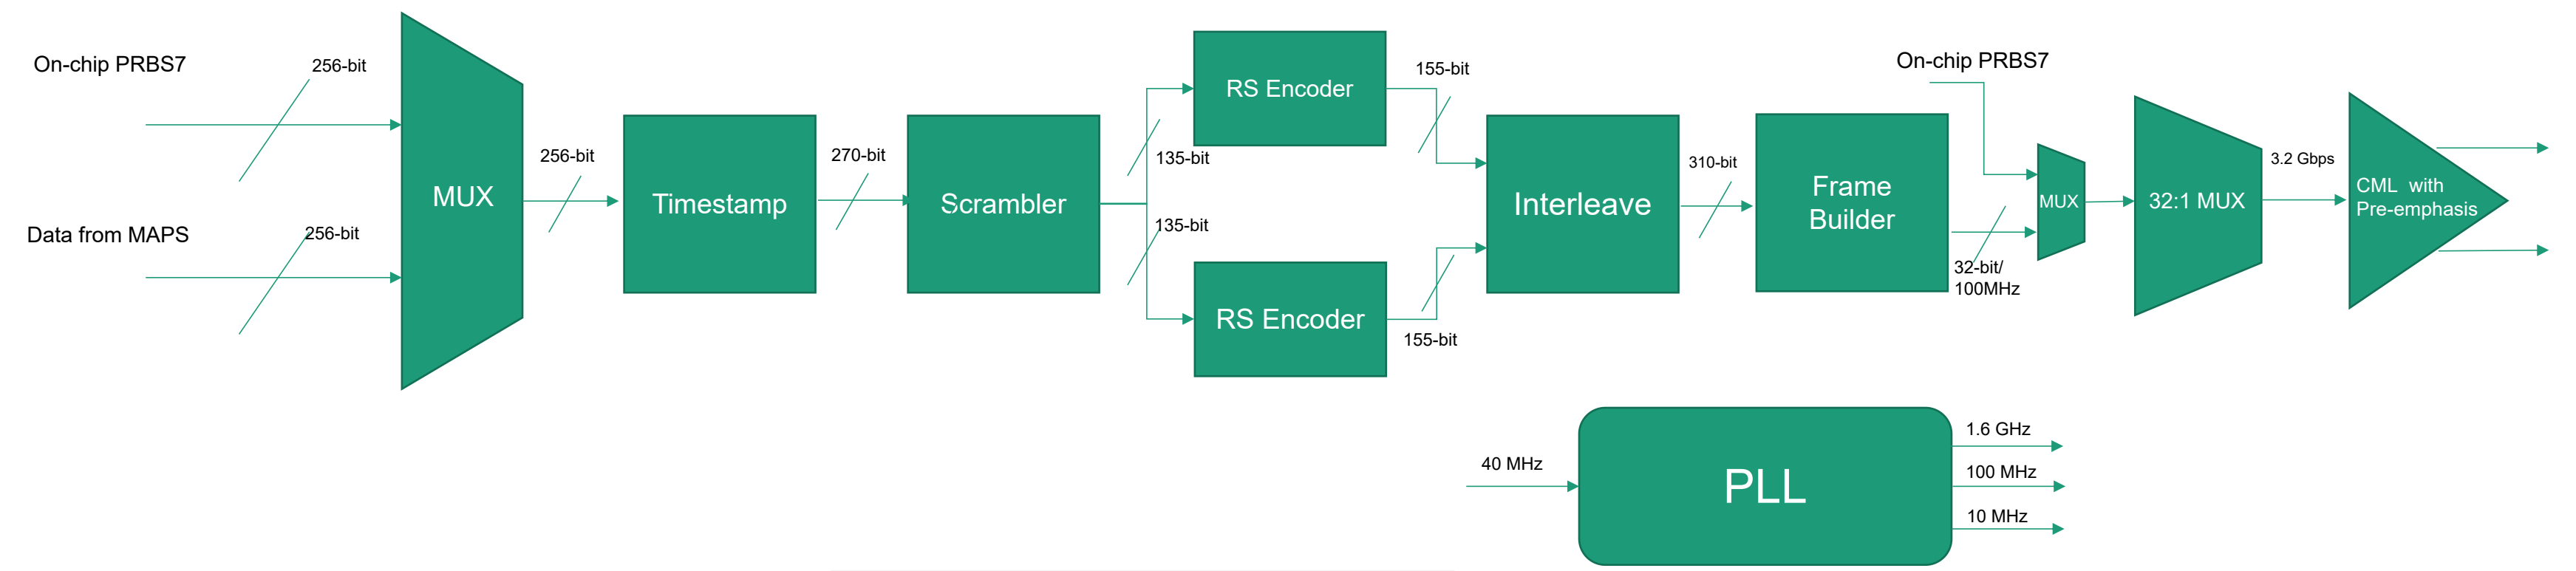 On-chip PRBS7
256-bit
Data from MAPS
256-bit
MUX
256-bit
Timestamp
270-bit
Scrambler
135-bit
135-bit
RS Encoder
RS Encoder
155-bit
155-bit
Interleave
310-bit
Frame
Builder
On-chip PRBS7
32-bit/
100MHz
MUX
32:1 MUX
3.2 Gbps
CML with
Pre-emphasis
40 MHz
PLL
1.6 GHz
100 MHz
10 MHz